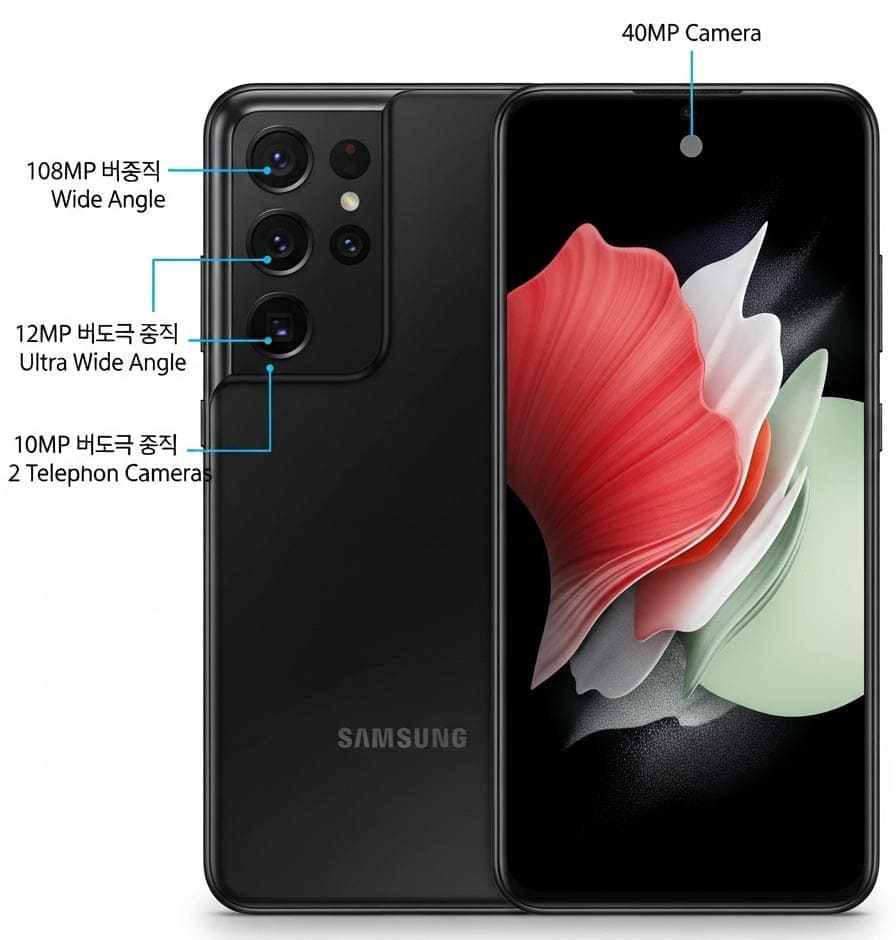 40MP Camera
108MP 버중직
Wide Angle
12MP 버도극 중직
Ultra Wide Angle
10MP 버도극 중직
2 Telephon Cameras
SAMSUNG